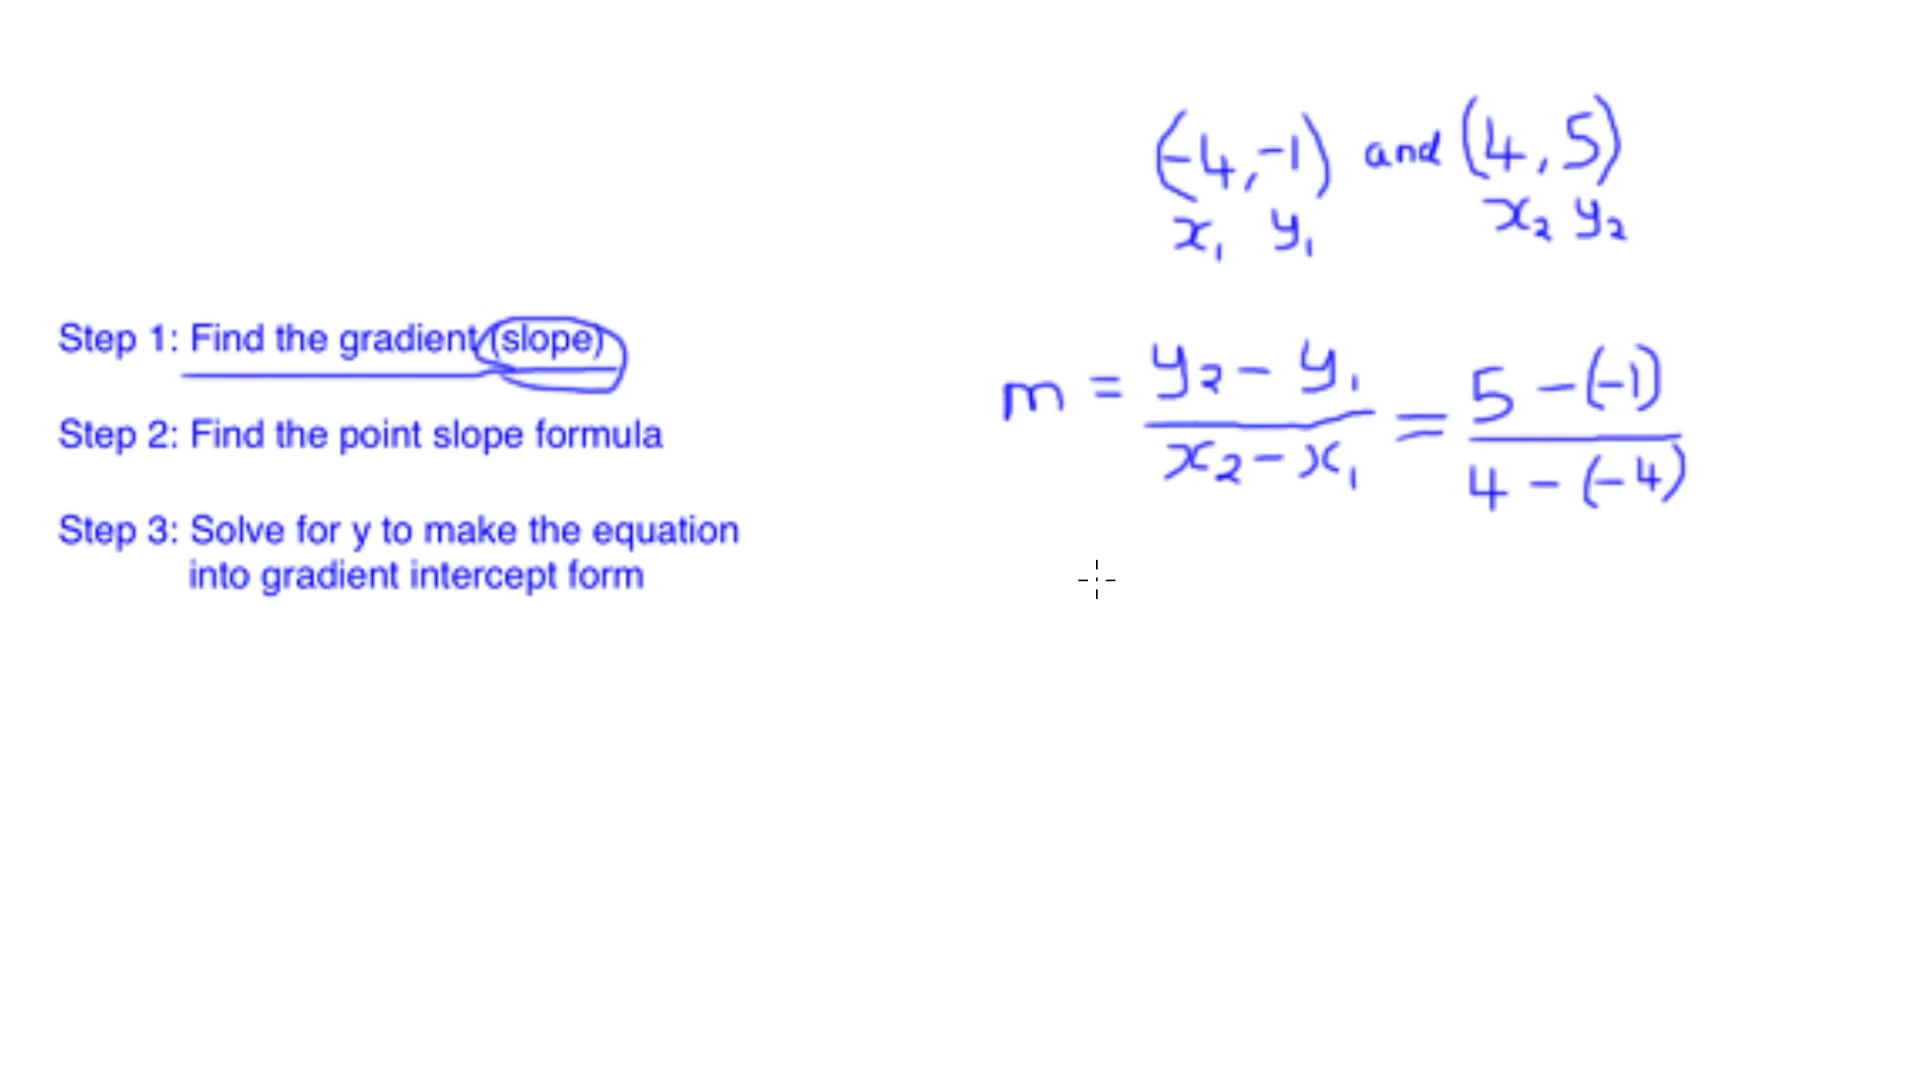 (-4,-1) and (4,5)
x₁ y₁ x₂ y₂
Step 1: Find the gradient (slope)
Step 2: Find the point slope formula
Step 3: Solve for y to make the equation
into gradient intercept form
m = y₂ - y₁ / x₂ - x₁ = 5 - (-1) / 4 - (-4)